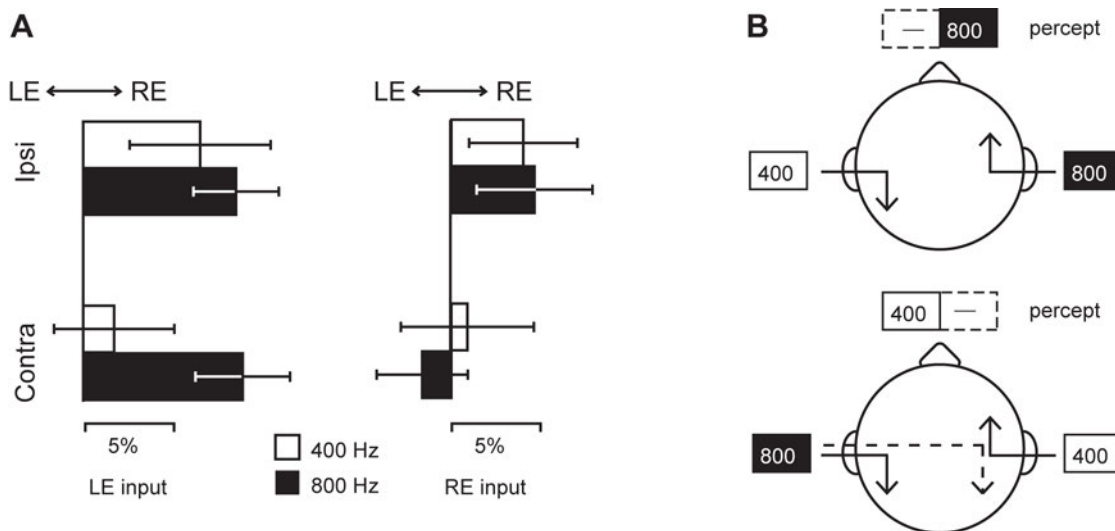 A
LE RE
Ipsi
Contra
5%
LE input
400 Hz
800 Hz
LE RE
5%
RE input
B
— 800 percept
400
800
400 — percept
800
400